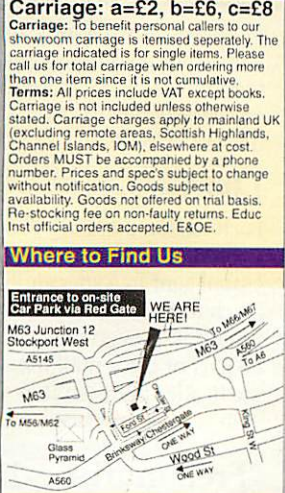 Carriage: a=£2, b=£6, c=£8
Carriage: To benefit personal callers to our
showroom carriage is itemised seperately. The
carriage indicated is for single items. Please
call us for total carriage when ordering more
than one item since it is not cumulative.
Terms: All prices include VAT except books.
Carriage is not included unless otherwise
stated. Carriage charges apply to mainland UK
(excluding remote areas, Scottish Highlands,
Channel Islands, IOM), elsewhere at cost.
Orders MUST be accompanied by a phone
number. Prices and spec's subject to change
without notification. Goods subject to
availability. Goods not offered on trial basis.
Re-stocking fee on non-faulty returns. Educ
Inst official orders accepted. E&OE.
Where to Find Us
Entrance to on-site
Car Park via Red Gate
WE ARE
HERE!
M63 Junction 12
Stockport West
To M66/M67
A5145
M63
A560
To A6
M63
To M56/M62
Ford St
ONE WAY
King St W
Glass
Pyramid
Brinksway/Chestergate
ONE WAY
Wood St
ONE WAY
A560